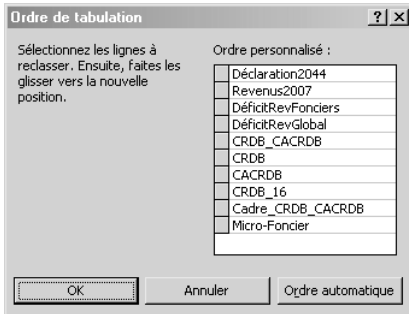 Ordre de tabulation
Sélectionnez les lignes à
reclasser. Ensuite, faites les
glisser vers la nouvelle
position.
Ordre personnalisé :
Déclaration2044
Revenus2007
DéficitRevFonciers
DéficitRevGlobal
CRDB_CACRDB
CRDB
CACRDB
CRDB_16
Cadre_CRDB_CACRDB
Micro-Foncier
OK
Annuler
Ordre automatique